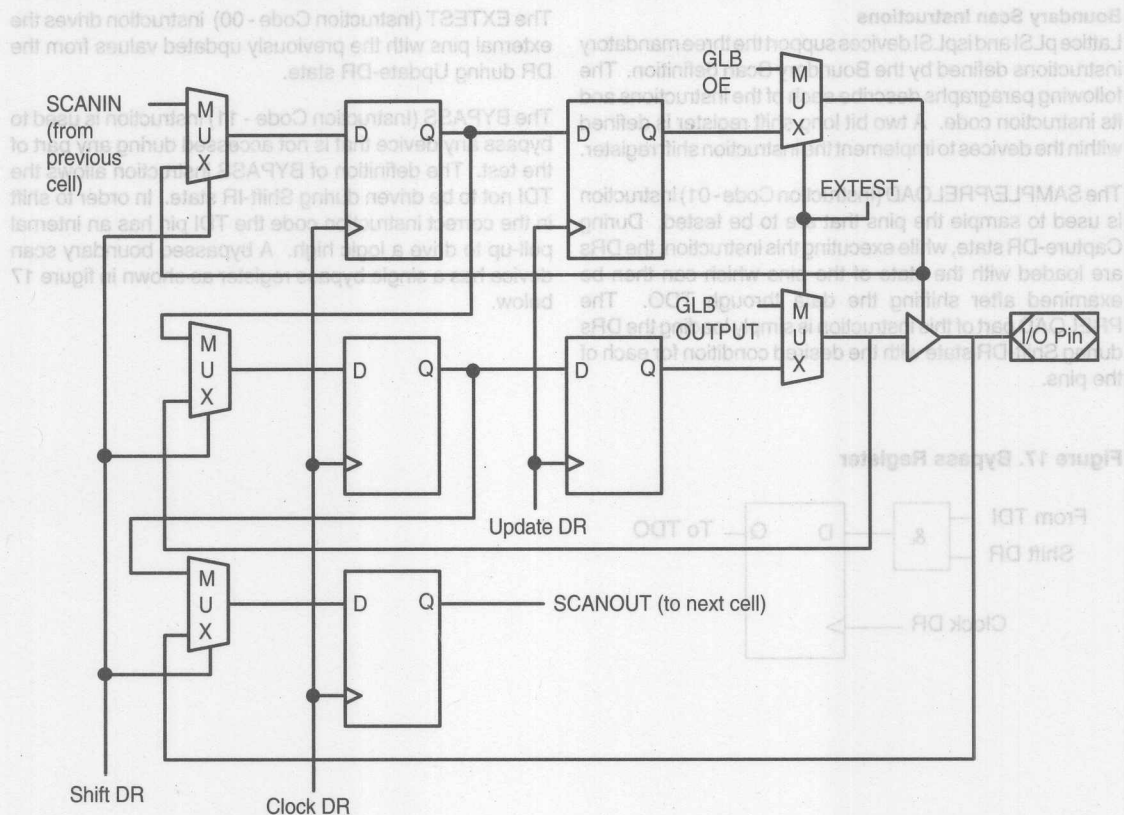 GLB
OE
M
U
X
SCANIN
(from
previous
cell)
M
U
X
D
Q
D
Q
EXTEST
GLB
OUTPUT
M
U
X
I/O Pin
M
U
X
D
Q
D
Q
Update DR
M
U
X
D
Q
SCANOUT (to next cell)
Shift DR
Clock DR
Boundary Scan Instructions
Lattice pLSI and ispLSI devices support the three mandatory
instructions defined by the Boundary Scan definition. The
following paragraphs describe each of the instructions and
its instruction code. A two bit long shift register is defined
within the devices to implement the instruction shift register.
The SAMPLE/PRELOAD (Instruction Code - 01) instruction
is used to sample the pins that are to be tested. During
Capture-DR state, while executing this instruction, the DRs
are loaded with the state of the pins which can then be
examined after shifting the data through TDO. The
PRELOAD part of this instruction is simply loading the DRs
during Shift-DR state with the desired condition for each of
the pins.
The EXTEST (Instruction Code - 00) instruction drives the
external pins with the previously updated values from the
DR during Update-DR state.
The BYPASS (Instruction Code - 11) instruction is used to
bypass any device that is not accessed during any part of
the test. The definition of BYPASS instruction allows the
TDI not to be driven during Shift-IR state. In order to shift
in the correct instruction code the TDI pin has an internal
pull-up to drive a logic high. A bypassed boundary scan
device has a single bypass register as shown in figure 17
below.
Figure 17. Bypass Register
From TDI
Shift DR
&
D
Q
To TDO
Clock DR